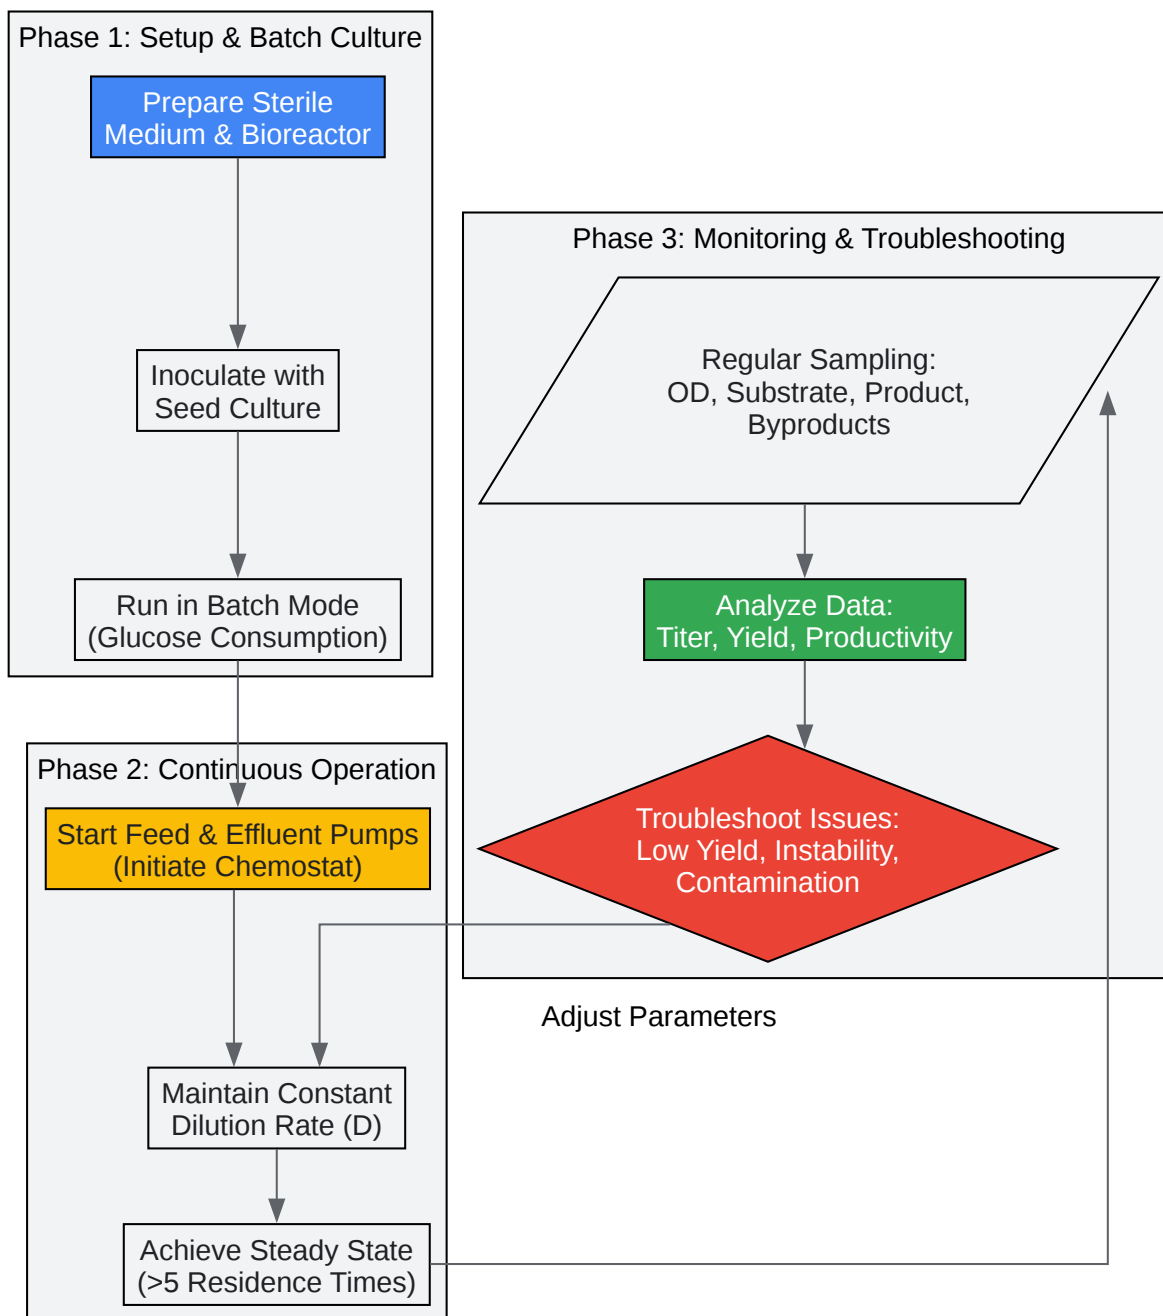 Phase 1: Setup & Batch Culture
Prepare Sterile
Medium & Bioreactor
Inoculate with
Seed Culture
Run in Batch Mode
(Glucose Consumption)
Phase 2: Continuous Operation
Start Feed & Effluent Pumps
(Initiate Chemostat)
Maintain Constant
Dilution Rate (D)
Achieve Steady State
(>5 Residence Times)
Phase 3: Monitoring & Troubleshooting
Regular Sampling:
OD, Substrate, Product,
Byproducts
Analyze Data:
Titer, Yield, Productivity
Troubleshoot Issues:
Low Yield, Instability,
Contamination
Adjust Parameters